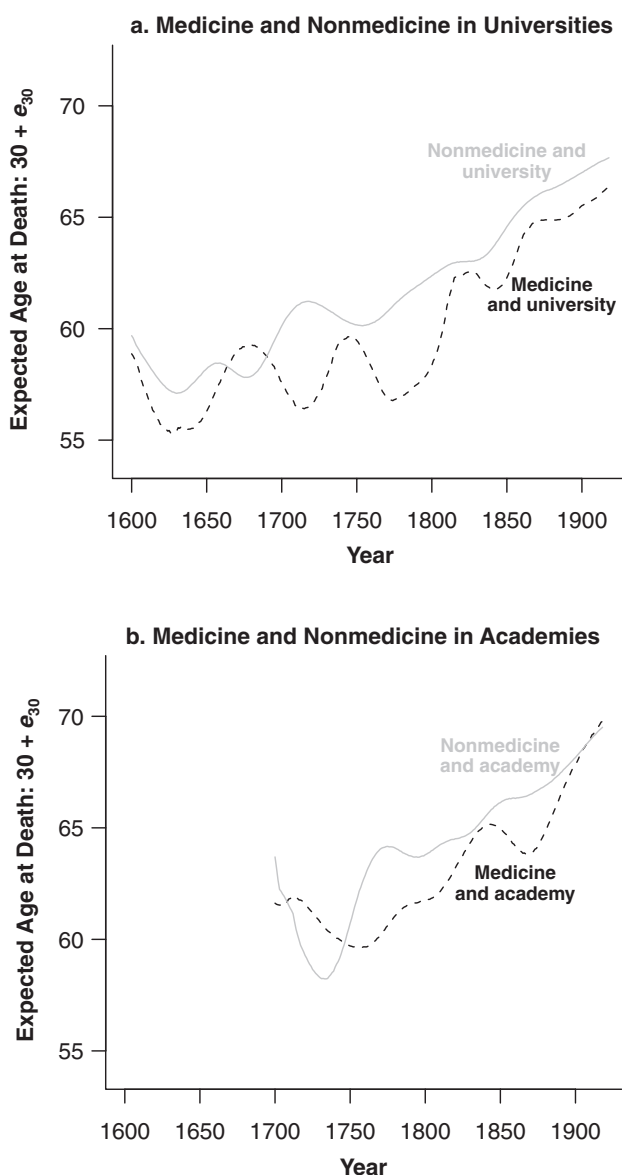 a. Medicine and Nonmedicine in Universities
Expected Age at Death: 30 + e30
70
65
60
55
Nonmedicine and
university
Medicine
and university
1600 1650 1700 1750 1800 1850 1900
Year
b. Medicine and Nonmedicine in Academies
Expected Age at Death: 30 + e30
70
65
60
55
Nonmedicine
and academy
Medicine
and academy
1600 1650 1700 1750 1800 1850 1900
Year